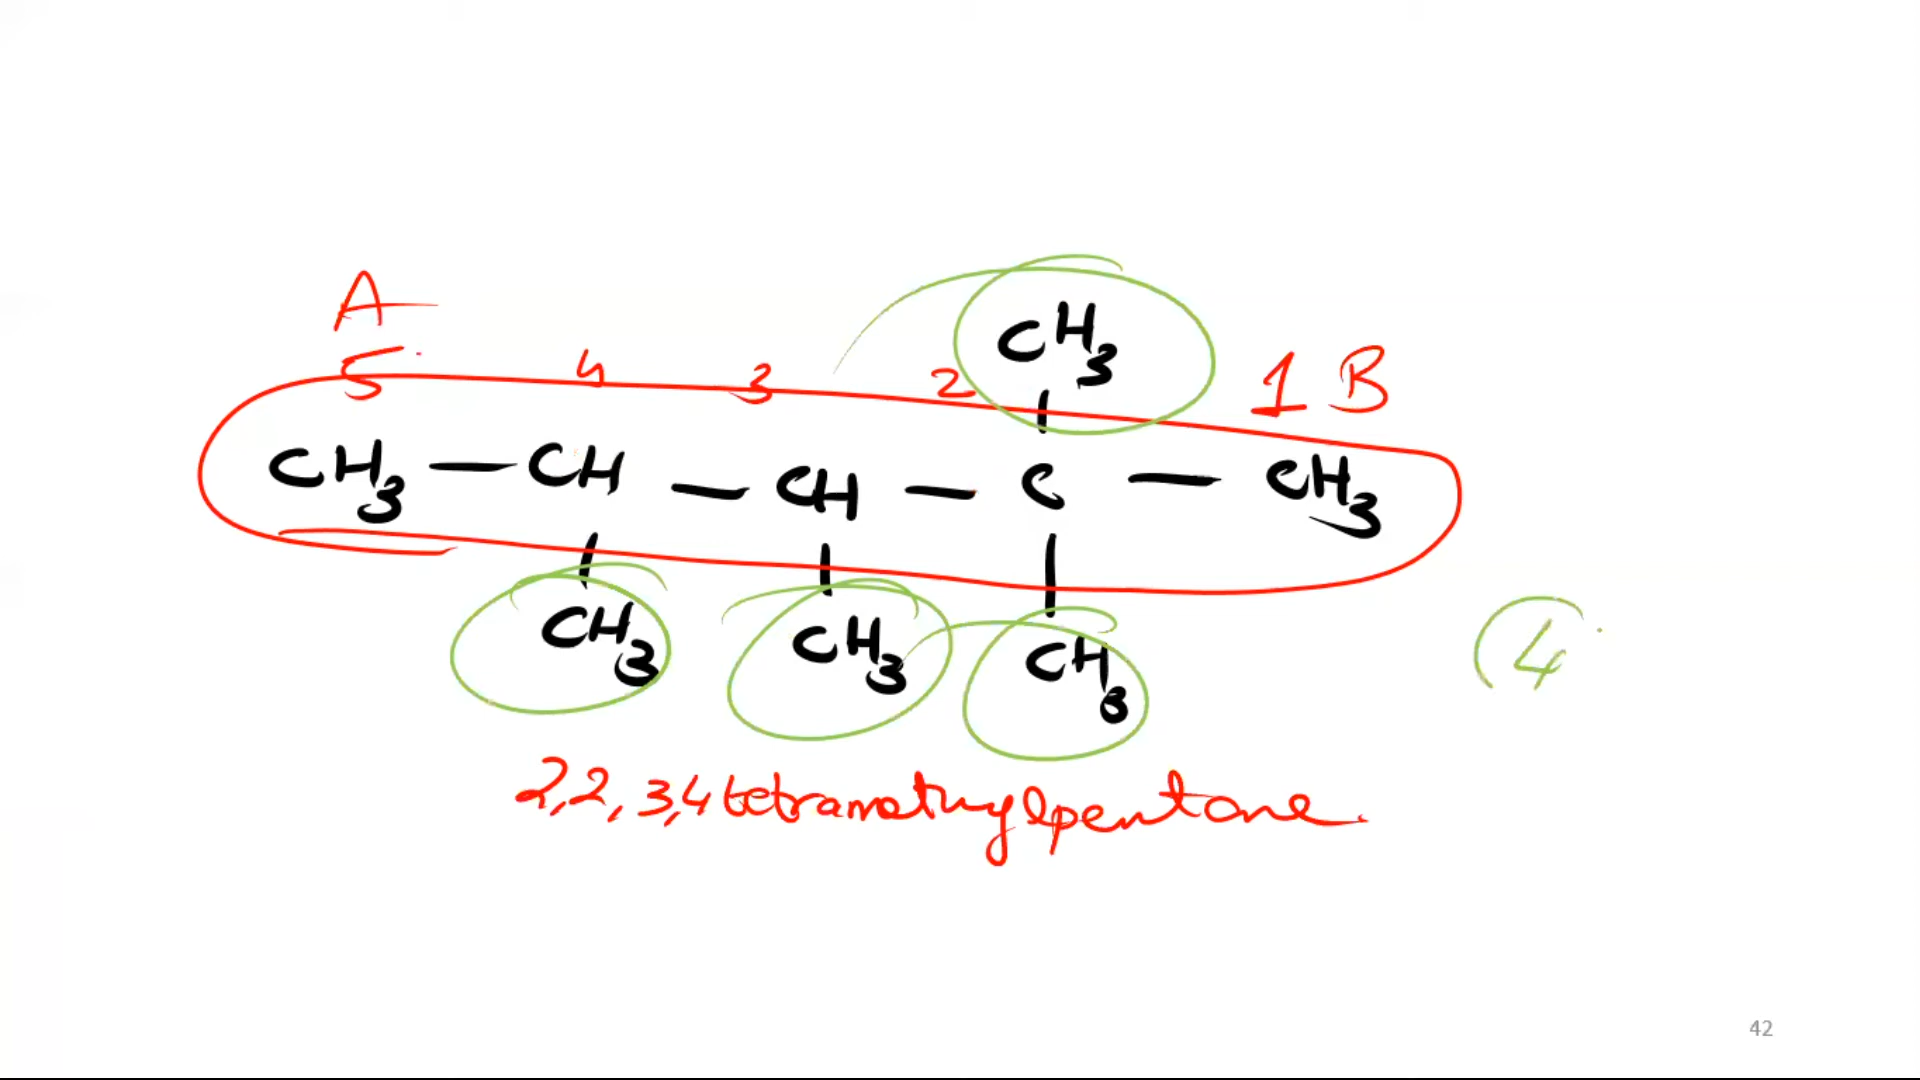 A
CH3
5 4 3 2 1 B
CH3 — CH — CH — C — CH3
CH3 CH3 CH3
(4
2,2,3,4 tetramethylpentane.
42